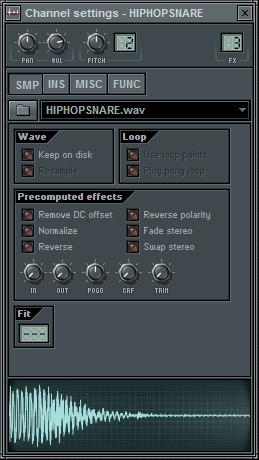 Channel settings - HIPHOPSNARE
PAN VOL PITCH 2 3 FX
SMP INS MISC FUNC
HIPHOPSNARE.wav
Wave Loop
Keep on disk Use loop points
Resample Ping pong loop
Precomputed effects
Remove DC offset Reverse polarity
Normalize Fade stereo
Reverse Swap stereo
IN OUT POGO CRF TRIM
Fit
---